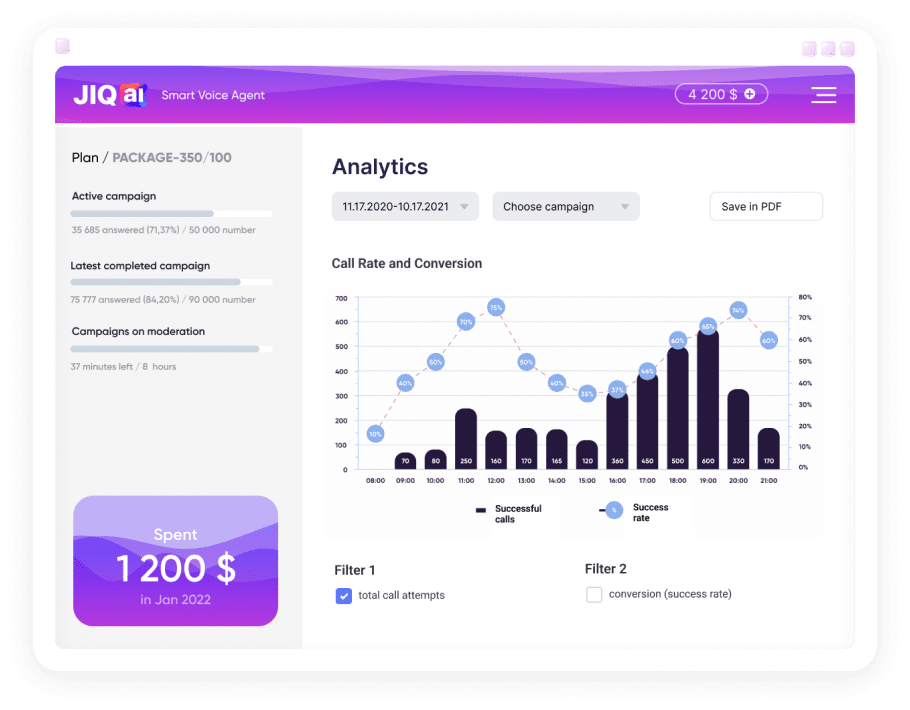 JIQ ai Smart Voice Agent 4 200 $
Plan / PACKAGE-350/100
Active campaign
35 685 answered (71,37%) / 50 000 number
Latest completed campaign
75 777 answered (84,20%) / 90 000 number
Campaigns on moderation
37 minutes left / 8 hours
Spent
1 200 $
in Jan 2022
Analytics
11.17.2020-10.17.2021 Choose campaign Save in PDF
Call Rate and Conversion
700 80%
600 70%
500 60%
400 50%
300 40%
200 30%
100 20%
0 10%
0%
10% 40% 50% 70% 75% 50% 40% 35% 37% 44% 60% 65% 74% 60%
70 80 250 160 170 165 120 360 450 500 600 330 170
08:00 09:00 10:00 11:00 12:00 13:00 14:00 15:00 16:00 17:00 18:00 19:00 20:00 21:00
Successful
calls
% Success
rate
Filter 1
total call attempts
Filter 2
conversion (success rate)